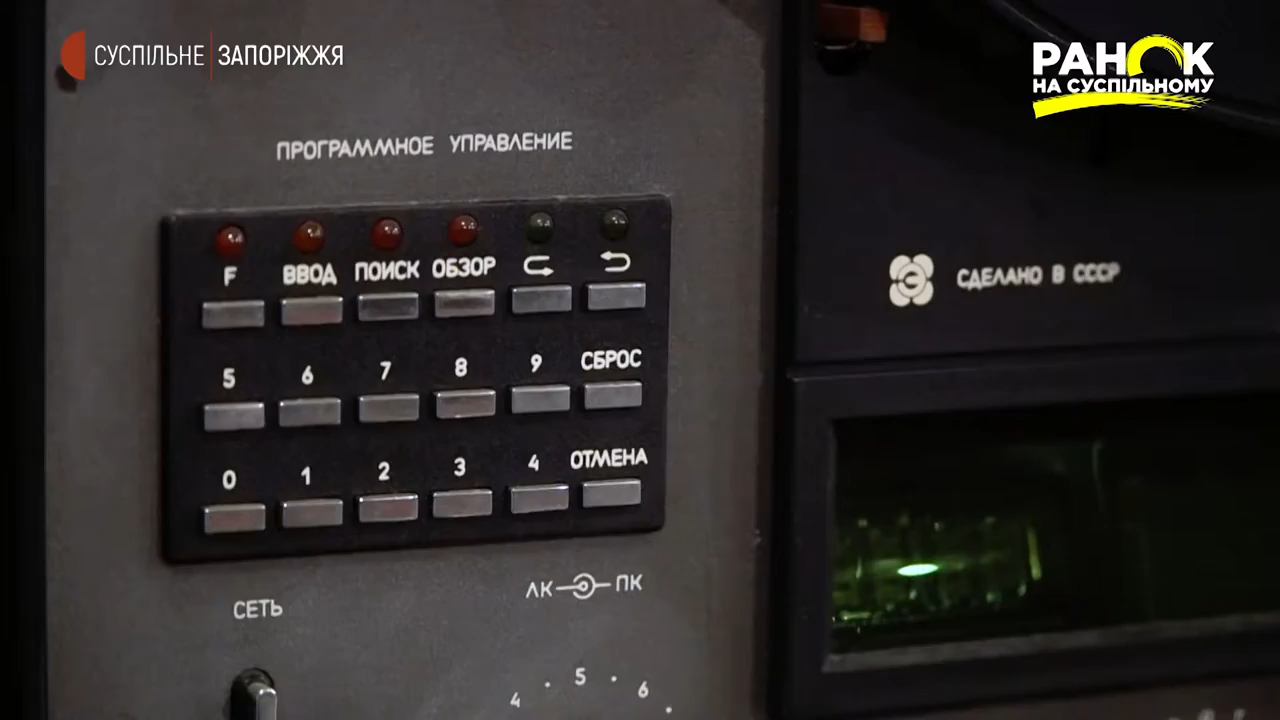 СУСПІЛЬНЕ ЗАПОРІЖЖЯ
РАНОК
НА СУСПІЛЬНОМУ
ПРОГРАММНОЕ УПРАВЛЕНИЕ
F ВВОД ПОИСК ОБЗОР
5 6 7 8 9 СБРОС
0 1 2 3 4 ОТМЕНА
СДЕЛАНО В СССР
СЕТЬ
ЛК ПК
4 5 6